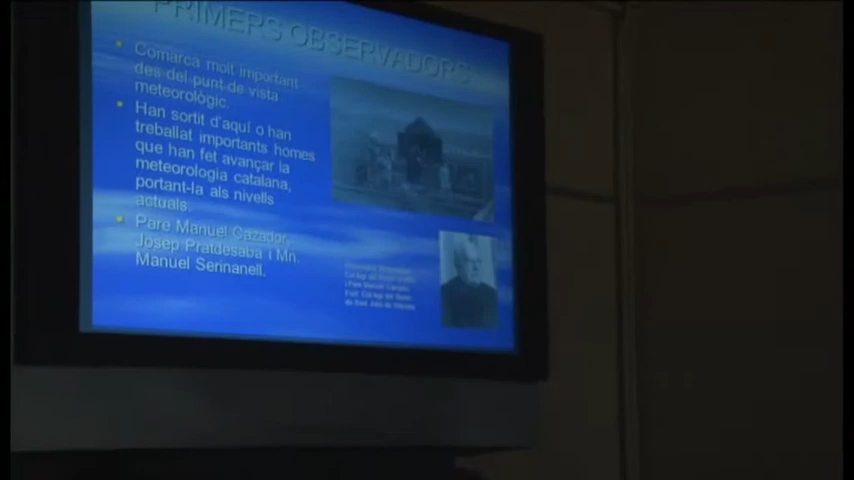 PRIMERS OBSERVADORS
Comarca molt important
des del punt de vista
meteorològic.
Han sortit d'aquí o han
treballat importants homes
que han fet avançar la
meteorologia catalana,
portant-la als nivells
actuals.
Pare Manuel Cazador,
Josep Pratdesaba i Mn.
Manuel Serinanell.